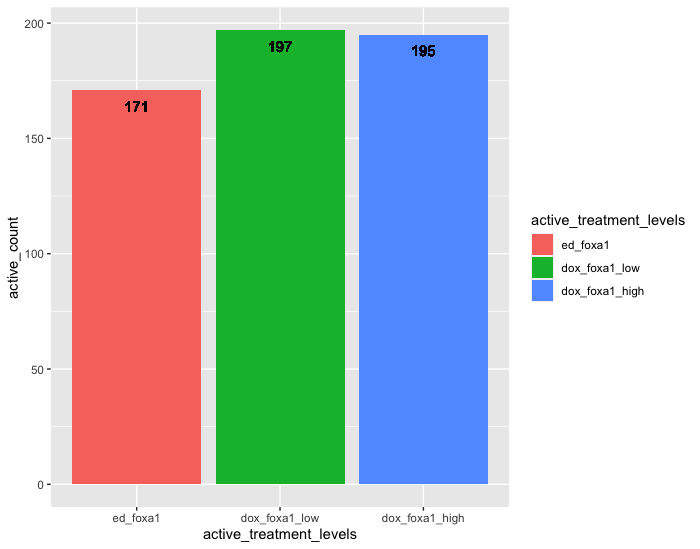 active_count
200
150
100
50
0
171
197
195
ed_foxa1
dox_foxa1_low
dox_foxa1_high
active_treatment_levels
active_treatment_levels
ed_foxa1
dox_foxa1_low
dox_foxa1_high